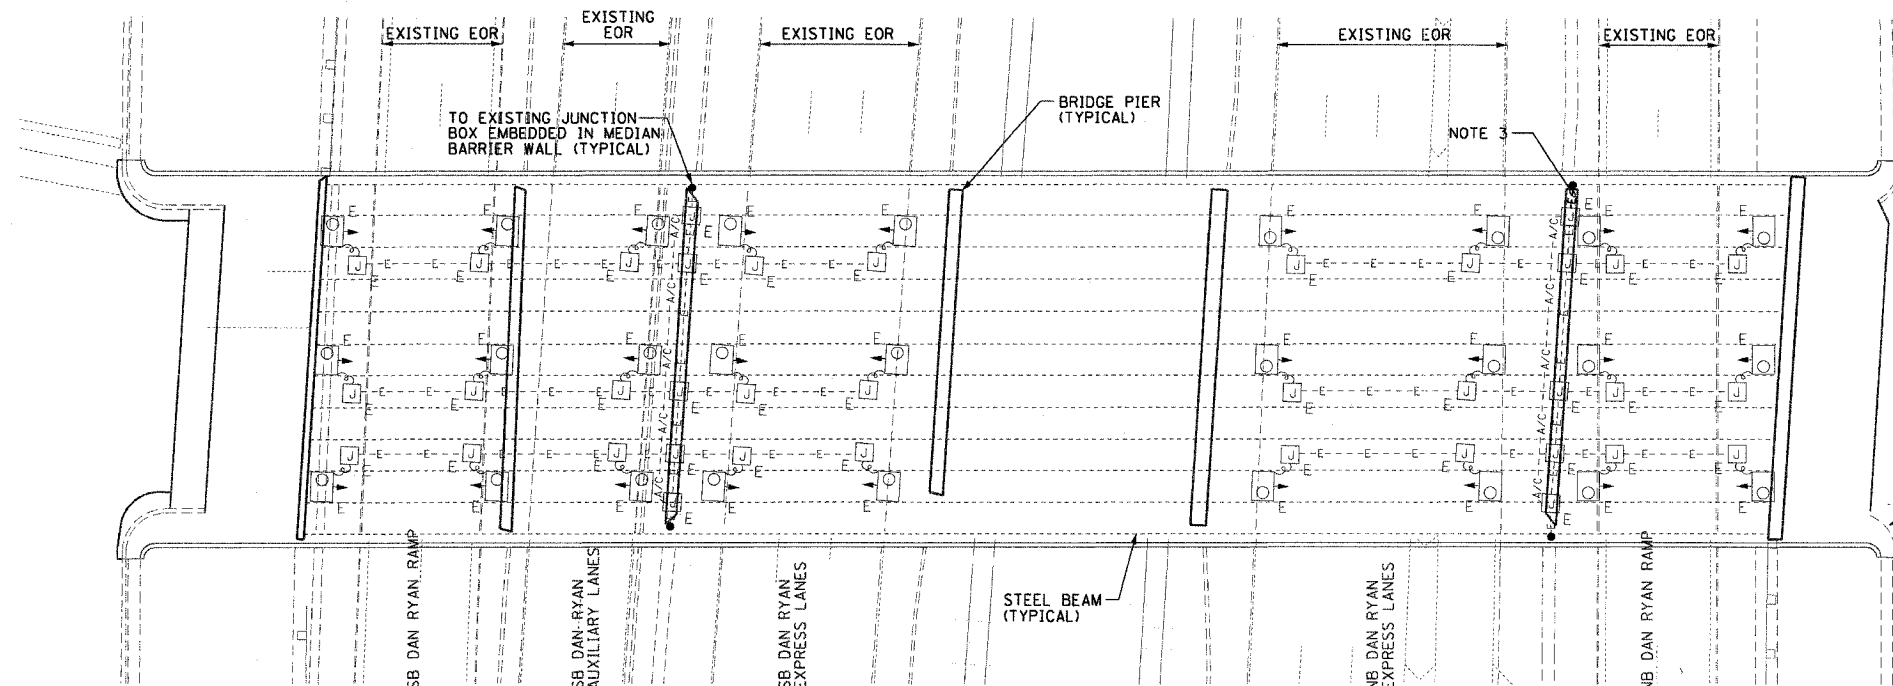 EXISTING EOR
EXISTING
EOR
EXISTING EOR
EXISTING EOR
EXISTING EOR
TO EXISTING JUNCTION
BOX EMBEDDED IN MEDIAN
BARRIER WALL (TYPICAL)
BRIDGE PIER
(TYPICAL)
NOTE 3
E E E E E E E E E
A/C A/C
J E E E E J E E E J E J E J E E E J
J E E E E J E J E J E E J
E E E E E E E E
A/C A/C
E E E E E E E E E
A/C A/C
J E E E E J E E E J E J E J E E E J
J E E E E J E J E J E E J
E E E E E E E E
A/C A/C
J E E E E J E E E J E J E J E E E J
J E E E E J E J E J E E J
E E E E E E E E
A/C A/C
E E E E E E E E E
STEEL BEAM
(TYPICAL)
SB DAN RYAN RAMP
SB DAN RYAN
AUXILIARY LANES
SB DAN RYAN
EXPRESS LANES
NB DAN RYAN
EXPRESS LANES
NB DAN RYAN RAMP